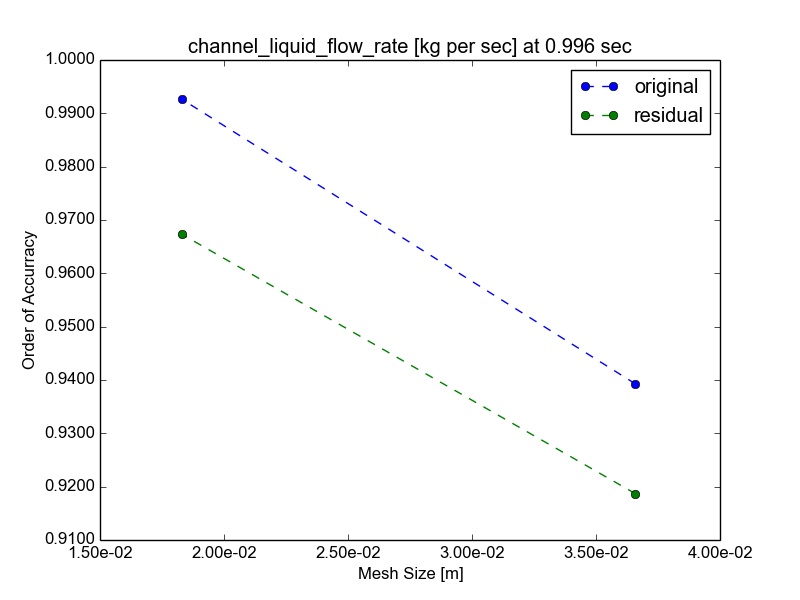 channel_liquid_flow_rate [kg per sec] at 0.996 sec
original
residual
Order of Accurracy
1.0000
0.9900
0.9800
0.9700
0.9600
0.9500
0.9400
0.9300
0.9200
0.9100
1.50e-02 2.00e-02 2.50e-02 3.00e-02 3.50e-02 4.00e-02
Mesh Size [m]